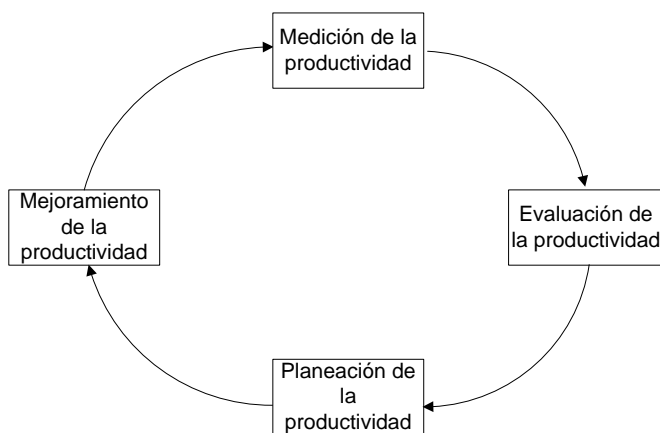 Medición de la
productividad
Evaluación de
la productividad
Planeación de
la
productividad
Mejoramiento
de la
productividad